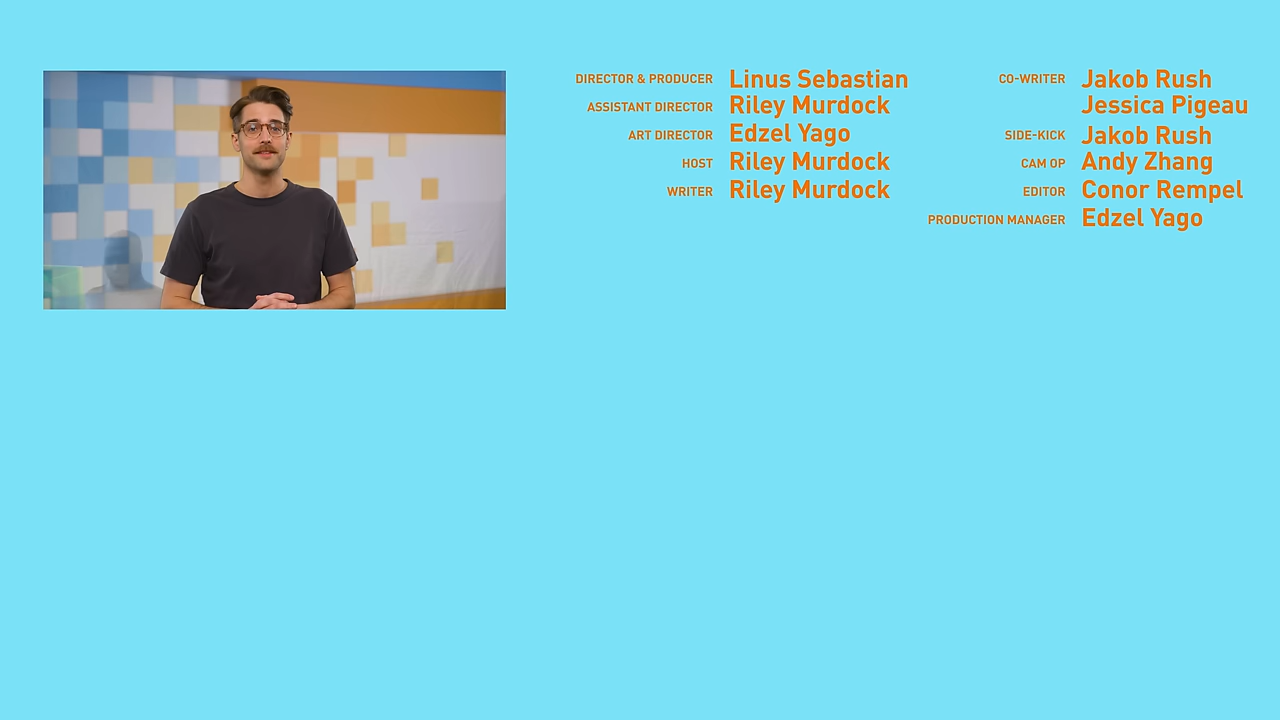 DIRECTOR & PRODUCER Linus Sebastian
ASSISTANT DIRECTOR Riley Murdock
ART DIRECTOR Edzel Yago
HOST Riley Murdock
WRITER Riley Murdock
CO-WRITER Jakob Rush
Jessica Pigeau
SIDE-KICK Jakob Rush
CAM OP Andy Zhang
EDITOR Conor Rempel
PRODUCTION MANAGER Edzel Yago